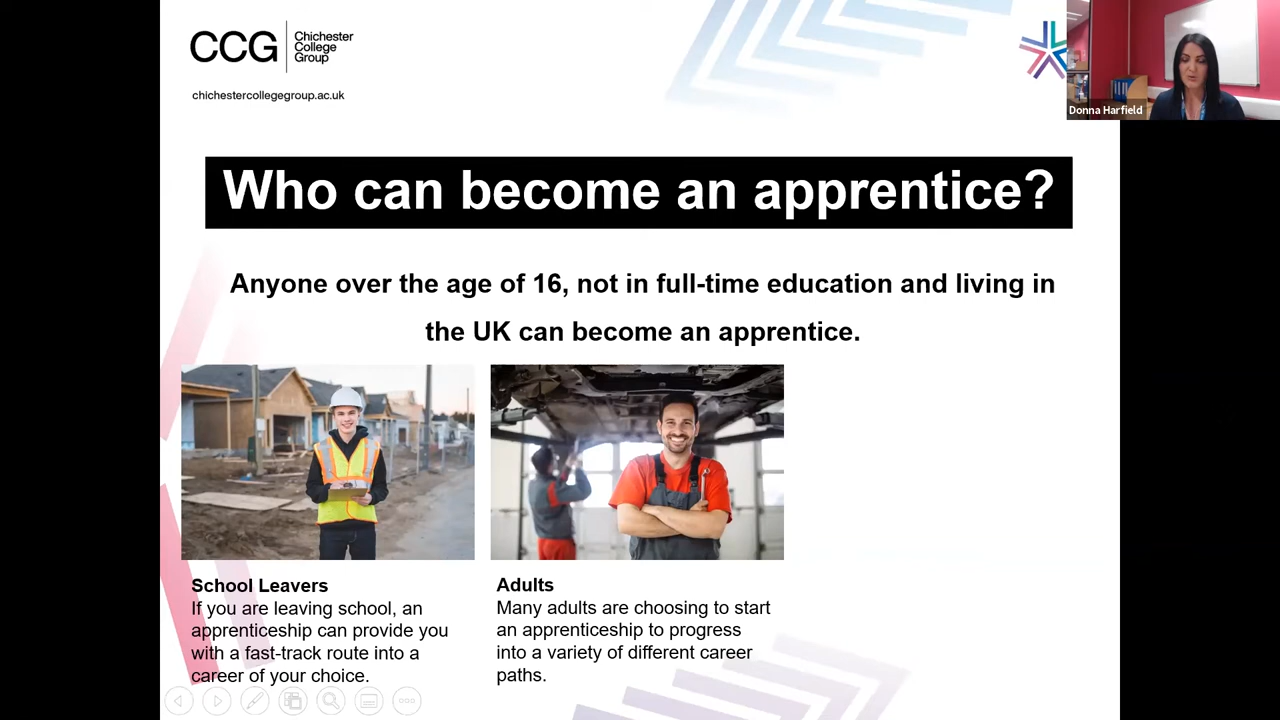 CCG
Chichester
College
Group
chichestercollegegroup.ac.uk
Donna Harfield
Who can become an apprentice?
Anyone over the age of 16, not in full-time education and living in
the UK can become an apprentice.
School Leavers
If you are leaving school, an
apprenticeship can provide you
with a fast-track route into a
career of your choice.
Adults
Many adults are choosing to start
an apprenticeship to progress
into a variety of different career
paths.